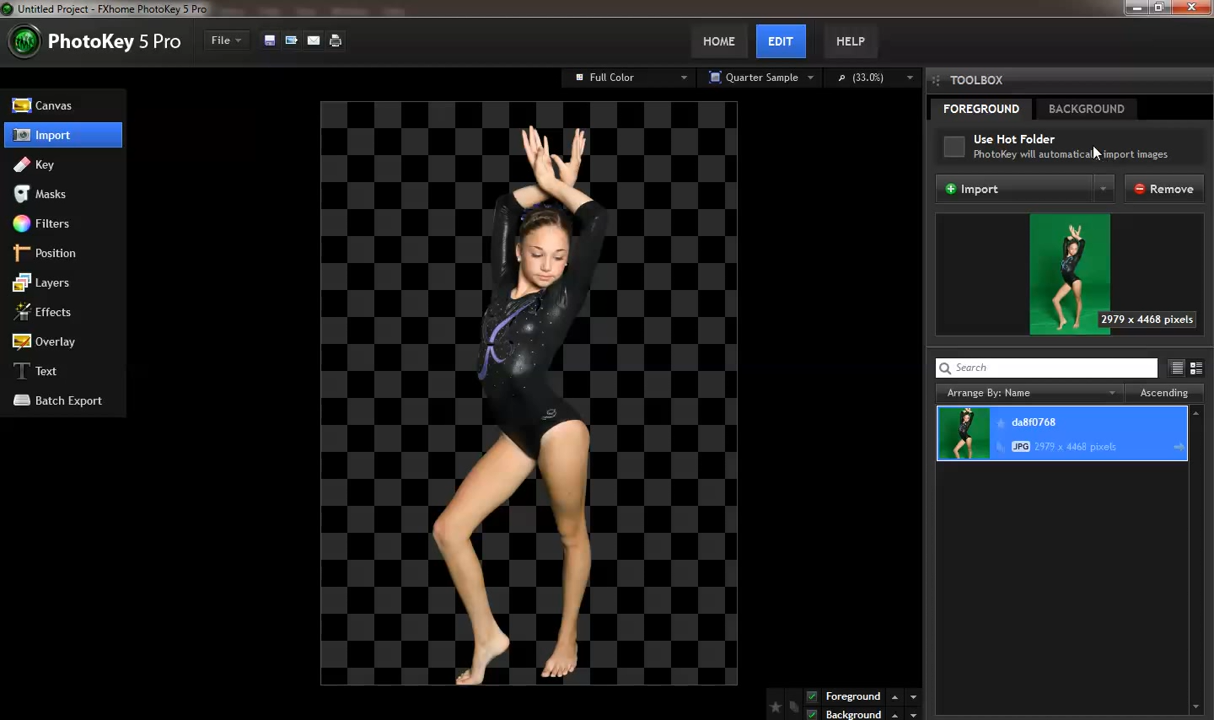 Untitled Project - FXhome PhotoKey 5 Pro
PhotoKey 5 Pro
File
HOME
EDIT
HELP
Full Color
Quarter Sample
(33.0%)
TOOLBOX
Canvas
Import
Key
Masks
Filters
Position
Layers
Effects
Overlay
Text
Batch Export
FOREGROUND
BACKGROUND
Use Hot Folder
PhotoKey will automatical import images
Import
Remove
2979 x 4468 pixels
Search
Arrange By: Name
Ascending
da8f0768
JPG 2979 x 4468 pixels
Foreground
Background